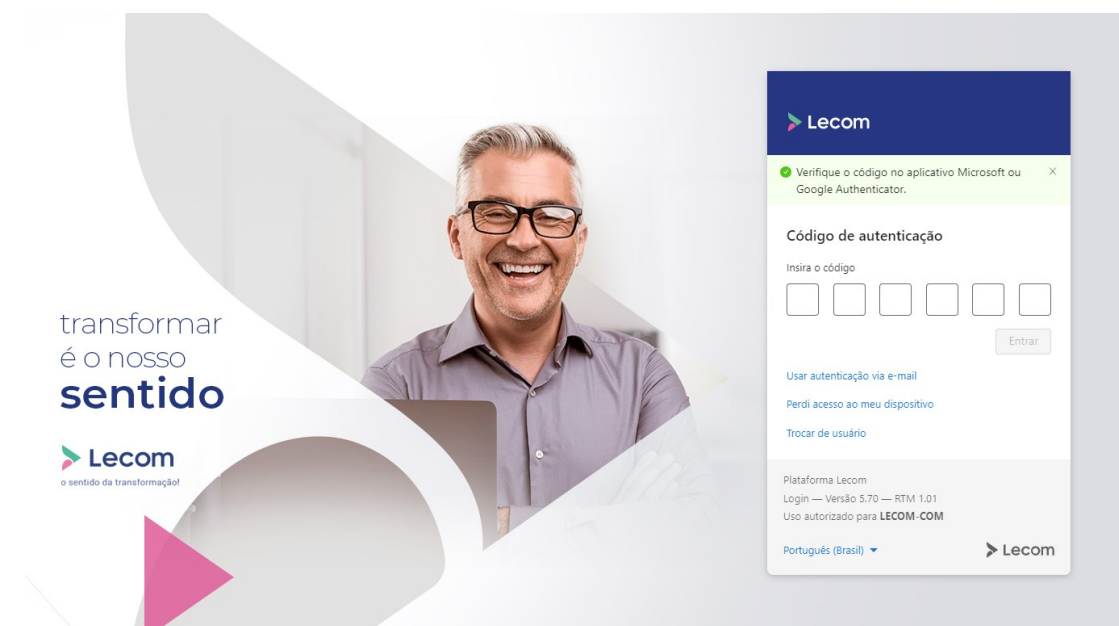 transformar
é o nosso
sentido
Lecom
o sentido da transformação!
Lecom
Verifique o código no aplicativo Microsoft ou
Google Authenticator.
Código de autenticação
Insira o código
Entrar
Usar autenticação via e-mail
Perdi acesso ao meu dispositivo
Trocar de usuário
Plataforma Lecom
Login — Versão 5.70 — RTM 1.01
Uso autorizado para LECOM-COM
Português (Brasil)
Lecom